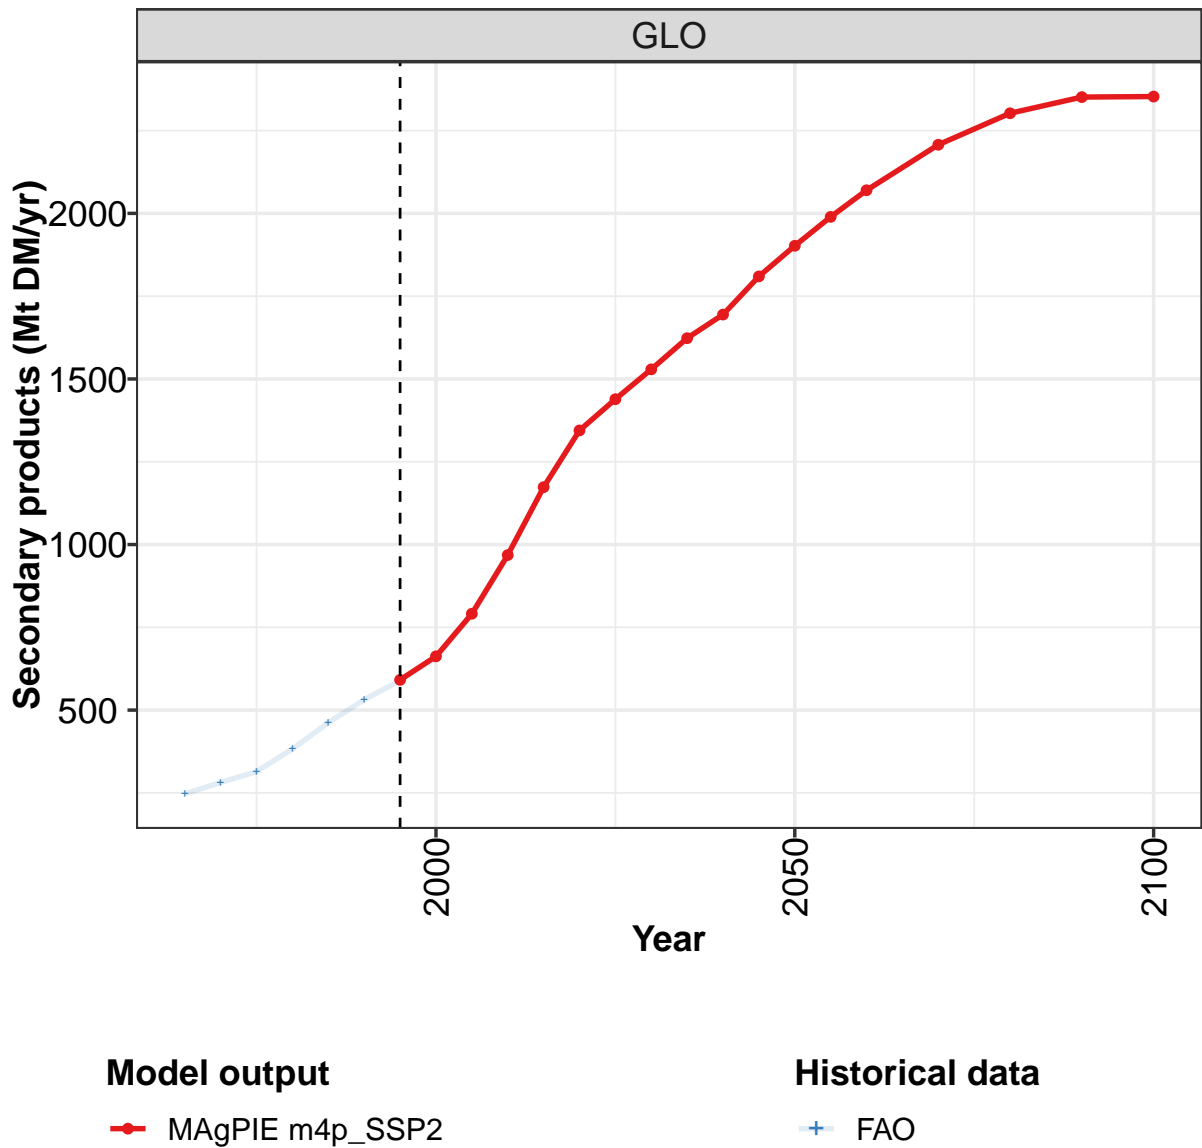 GLO
Secondary products (Mt DM/yr)
2000
1500
1000
500
2000
2050
2100
Year
Model output
Historical data
MAgPIE m4p_SSP2
FAO